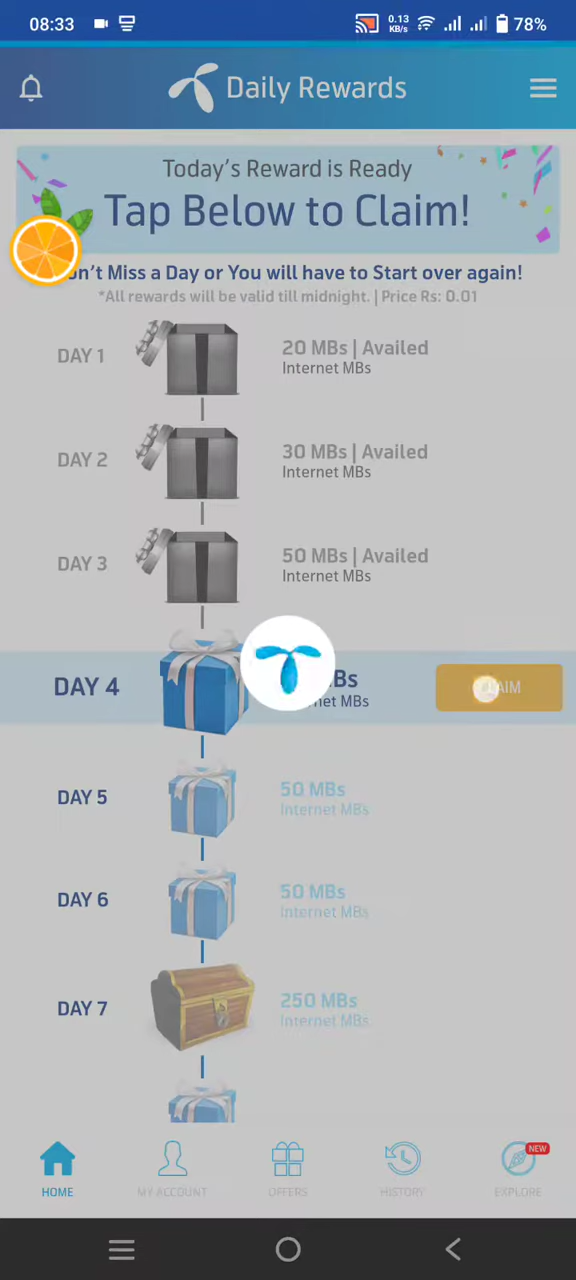 08:33
0.13
KB/s
78%
Daily Rewards
Today's Reward is Ready
Tap Below to Claim!
n't Miss a Day or You will have to Start over again!
*All rewards will be valid till midnight. | Price Rs: 0.01
DAY 1
20 MBs | Availed
Internet MBs
DAY 2
30 MBs | Availed
Internet MBs
DAY 3
50 MBs | Availed
Internet MBs
DAY 4
Bs
net MBs
DAY 5
50 MBs
Internet MBs
DAY 6
50 MBs
Internet MBs
DAY 7
250 MBs
Internet MBs
HOME
MY ACCOUNT
OFFERS
HISTORY
NEW
EXPLORE